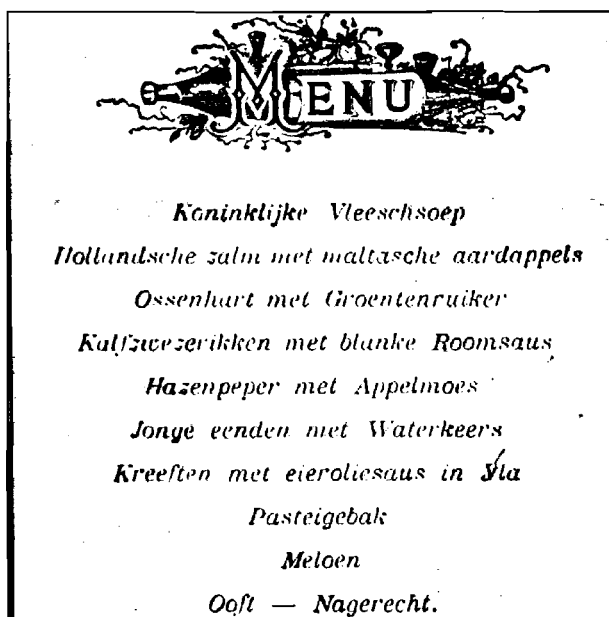 MENU
Koninklijke Vleeschsoep
Hollandsche zalm met maltasche aardappels
Ossenhart met Groentenruiker
Kalfzwezerikken met blanke Roomsaus
Hazenpeper met Appelmoes
Jonge eenden met Waterkeers
Kreeften met eieroliesaus in
Pasteigebak
Meloen
Ooft — Nagerecht.